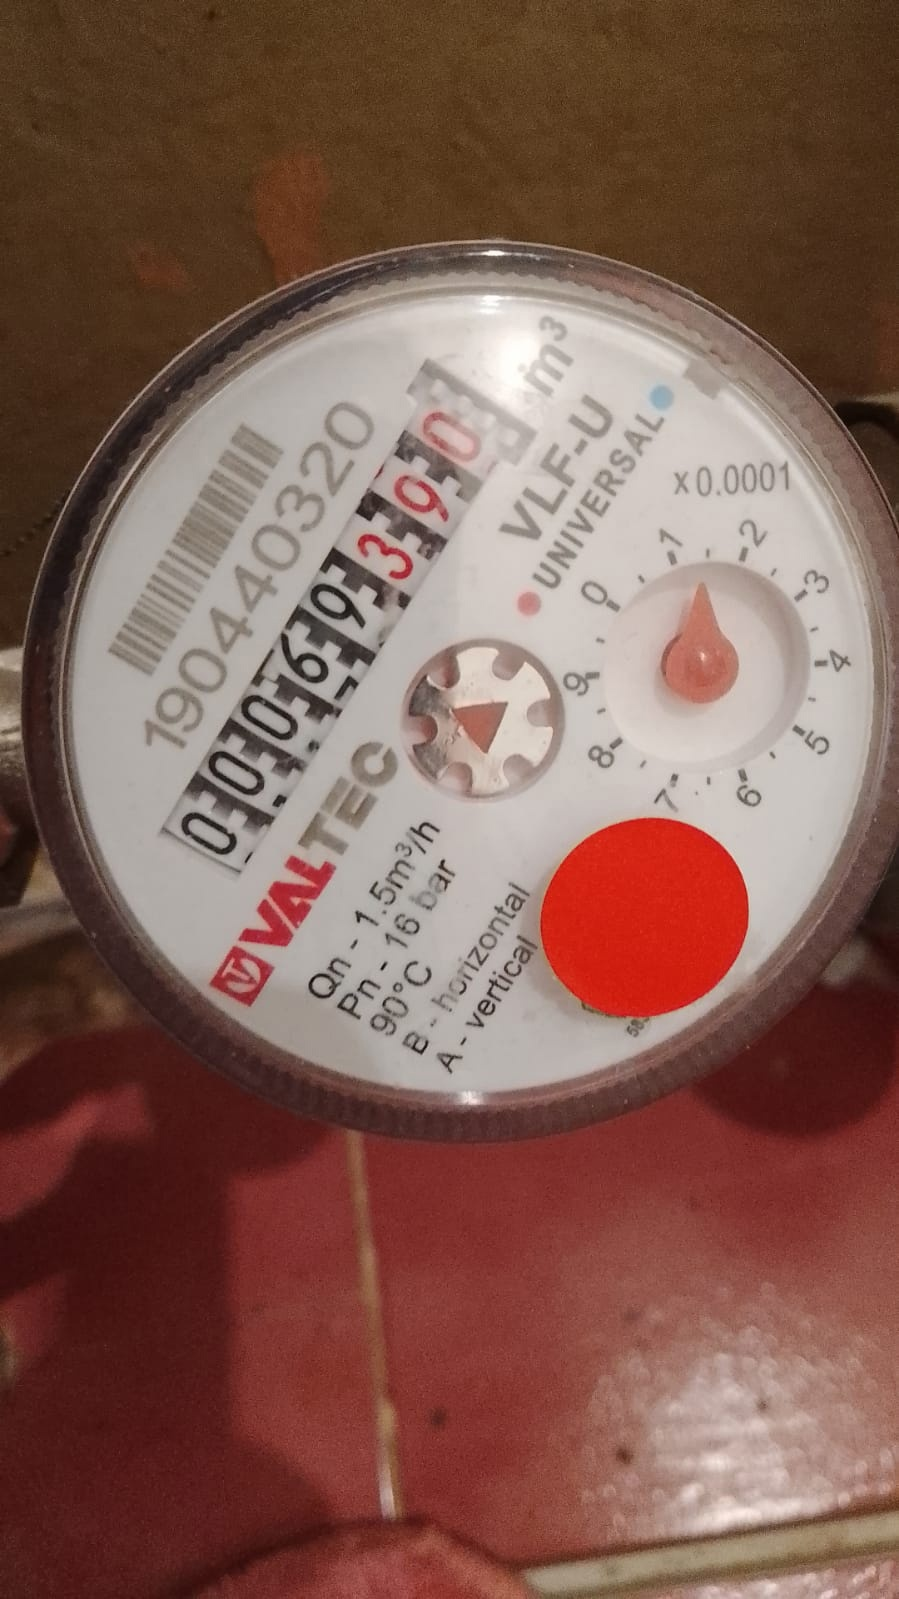 190440320
00069390
m³
VLF-U
UNIVERSAL
x0.0001
0
1
2
3
4
5
6
7
8
9
VALTEC
Qn - 1.5m³/h
Pn - 16 bar
90°C
B - horizontal
A - vertical